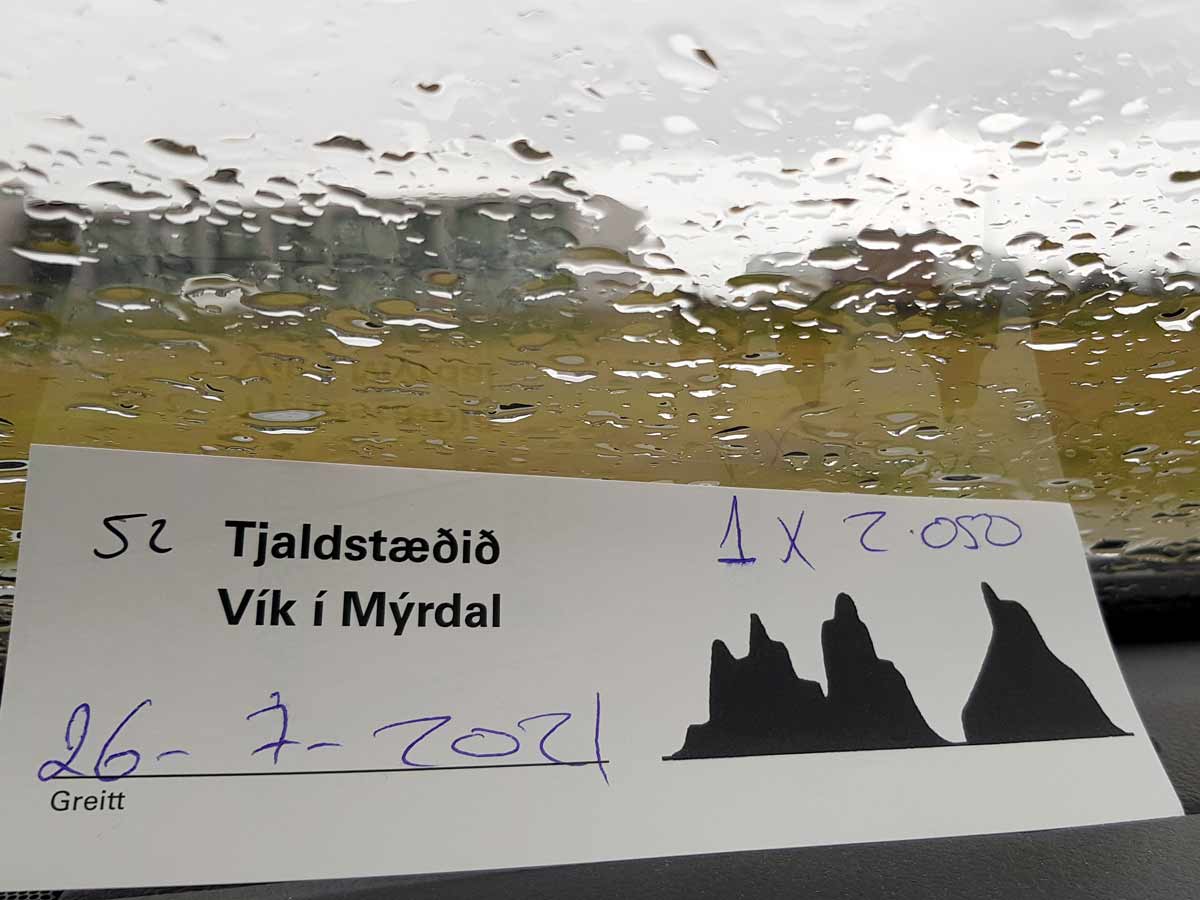 52 Tjaldstæðið 1 X 2.050
Vík í Mýrdal
26-7-2021
Greitt